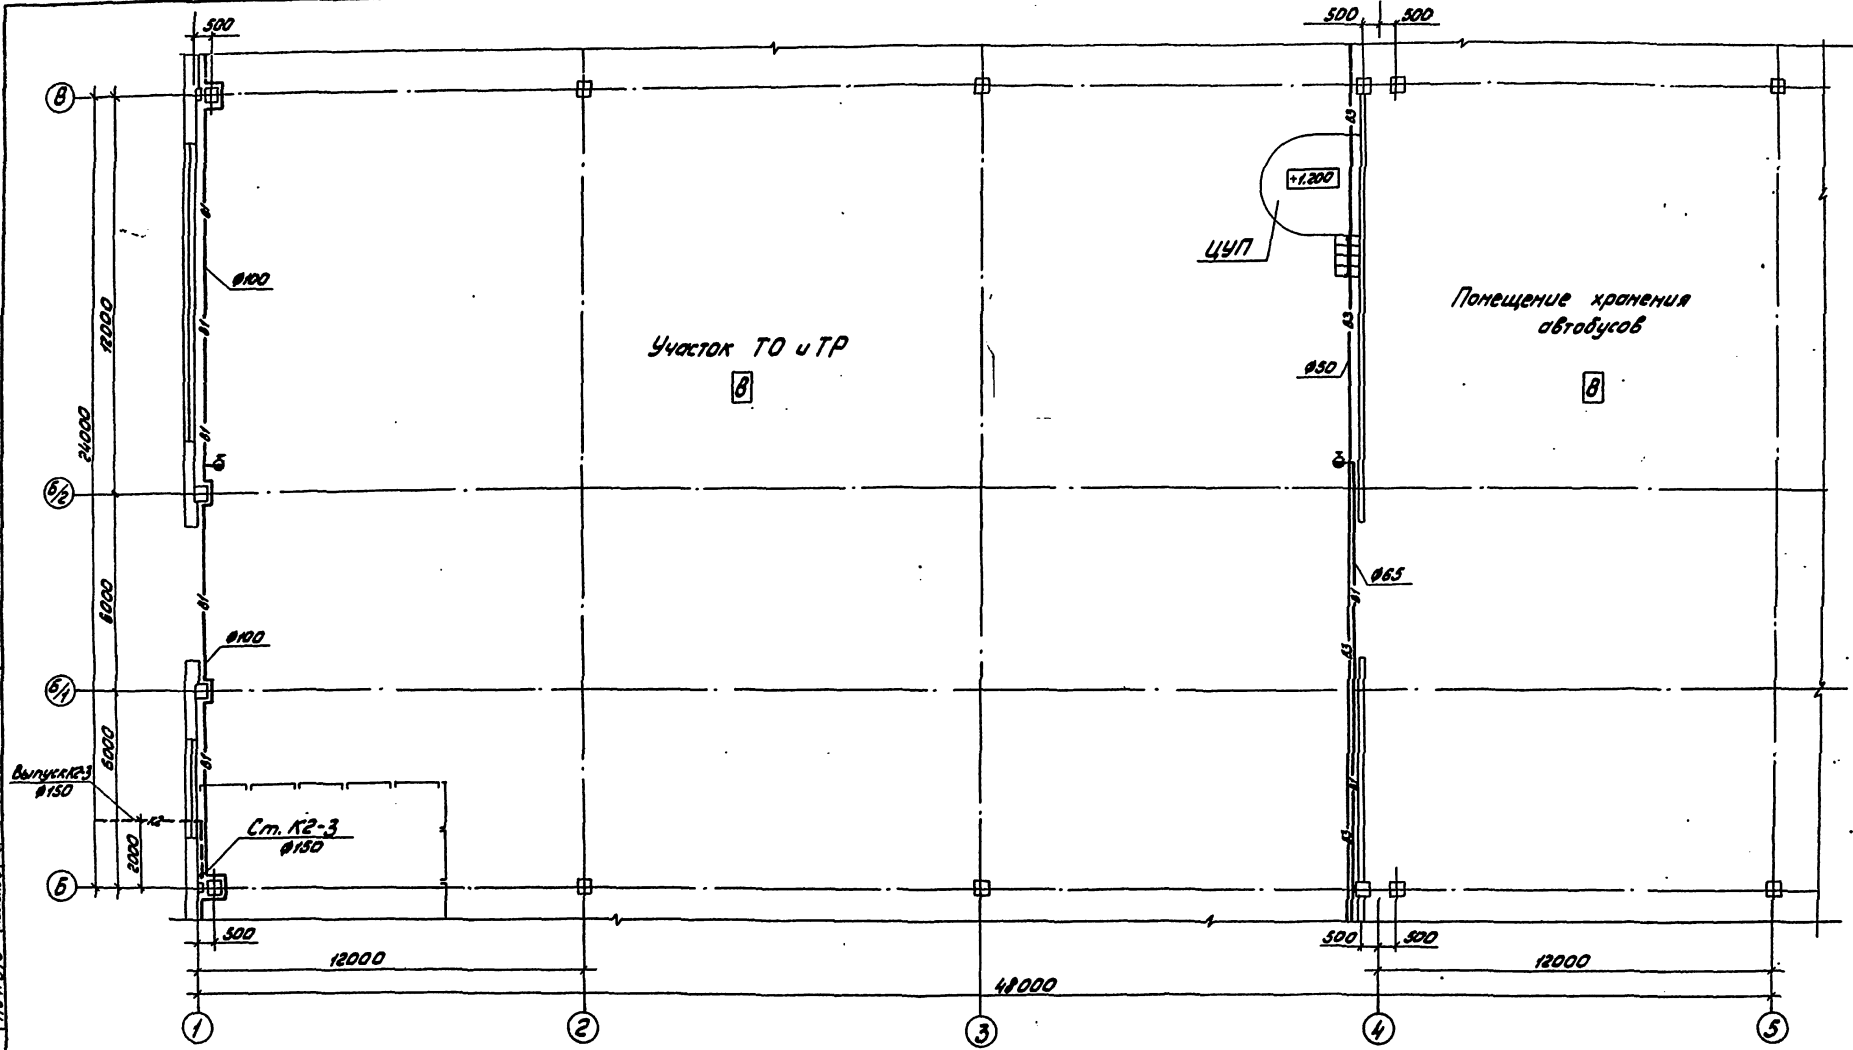 500
500
500
В
В3
+1.200
В1
ЦУП
Ø100
Помещение хранения
автобусов
12000
В1
В3
Участок ТО и ТР
Ø50
В
В
24000
В1
Б/2
Ø65
6000
В1
В1
Ø100
В3
Б/1
6000
В1
Выпуск К2-3
Ø150
В1
К2
Ст. К2-3
Ø150
2000
В3
Б
500
500
500
12000
12000
48000
1
2
3
4
5